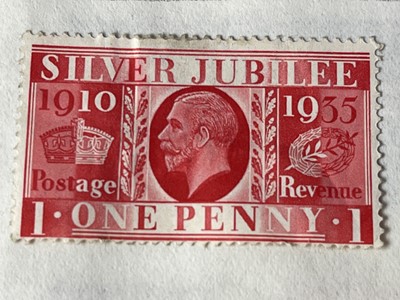 SILVER JUBILEE
1910 1935
Postage Revenue
1 · ONE PENNY · 1